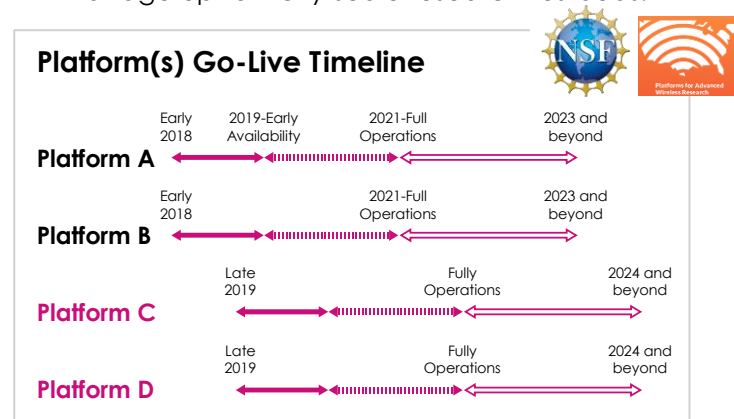 Platform(s) Go-Live Timeline
NSF
Platforms for Advanced
Wireless Research
Early
2018
2019-Early
Availability
2021-Full
Operations
2023 and
beyond
Platform A
Early
2018
2021-Full
Operations
2023 and
beyond
Platform B
Late
2019
Fully
Operations
2024 and
beyond
Platform C
Late
2019
Fully
Operations
2024 and
beyond
Platform D